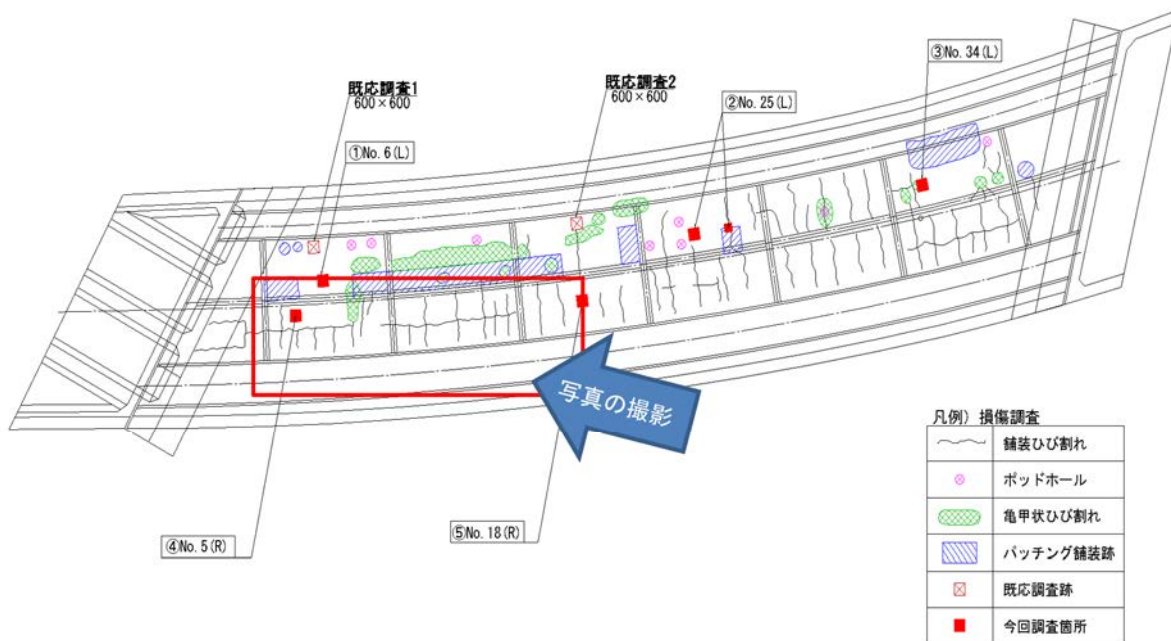 ③No. 34(L)
既応調査1
600×600
既応調査2
600×600
②No. 25(L)
①No. 6(L)
写真の撮影
④No. 5(R)
⑤No. 18(R)
凡例) 損傷調査
舗装ひび割れ
ポッドホール
亀甲状ひび割れ
パッチング舗装跡
既応調査跡
今回調査箇所